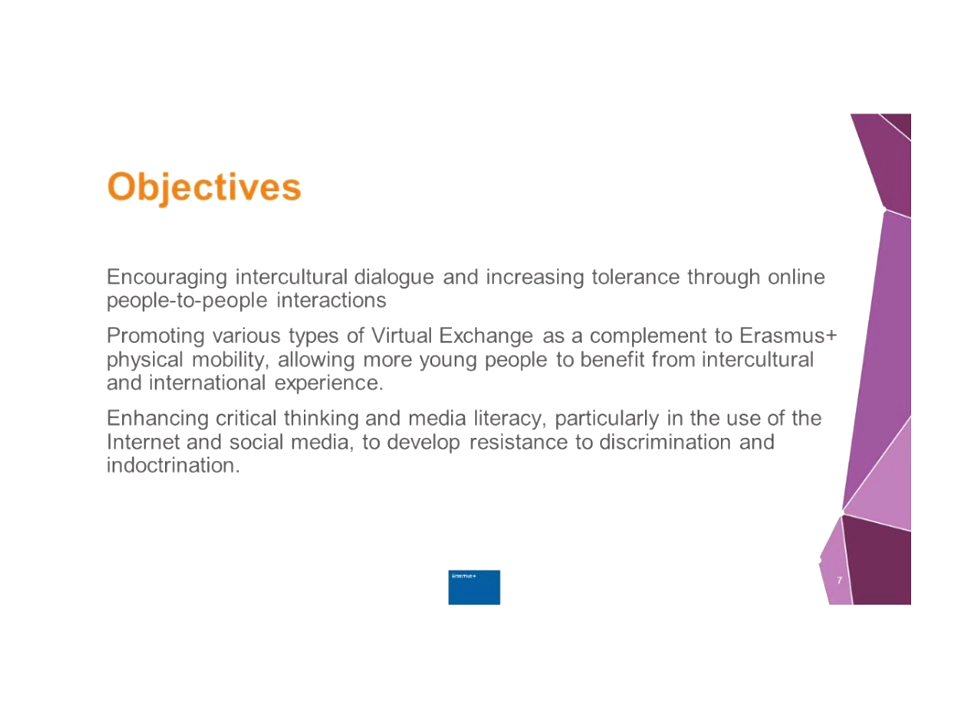 Objectives
Encouraging intercultural dialogue and increasing tolerance through online
people-to-people interactions
Promoting various types of Virtual Exchange as a complement to Erasmus+
physical mobility, allowing more young people to benefit from intercultural
and international experience.
Enhancing critical thinking and media literacy, particularly in the use of the
Internet and social media, to develop resistance to discrimination and
indoctrination.
Erasmus+
7